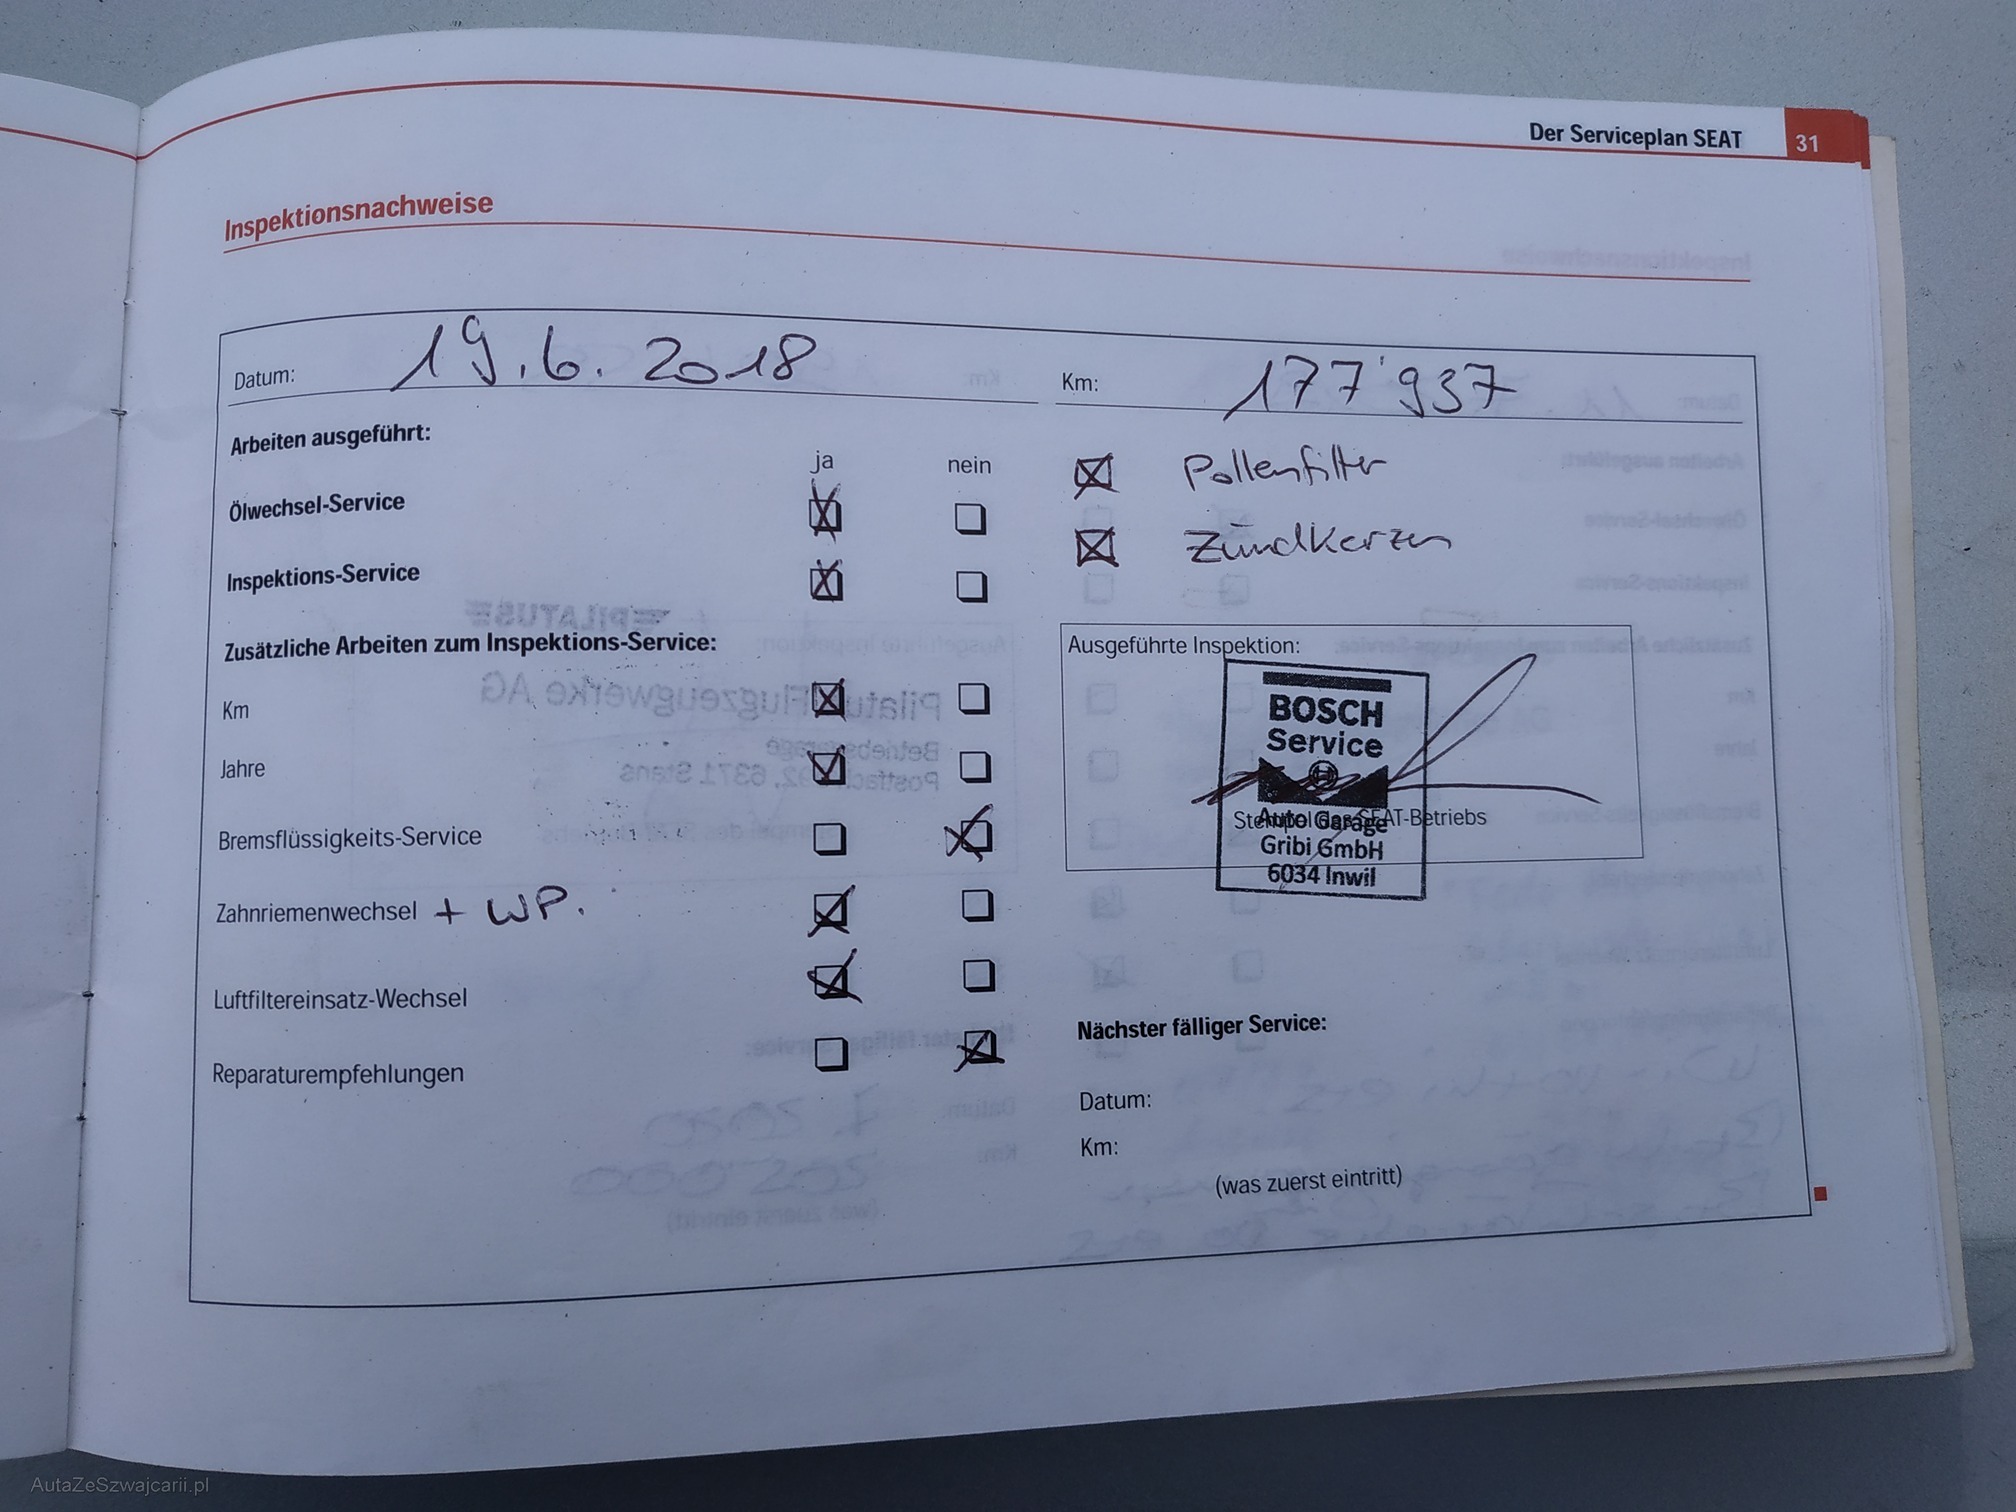 Der Serviceplan SEAT 31
Inspektionsnachweise
Datum: 19.6.2018
Km: 177'937
Arbeiten ausgeführt:
ja nein
Ölwechsel-Service
Inspektions-Service
Zusätzliche Arbeiten zum Inspektions-Service:
Km
Jahre
Bremsflüssigkeits-Service
Zahnriemenwechsel + WP.
Luftfiltereinsatz-Wechsel
Reparaturempfehlungen
Pollenfilter
Zündkerzen
Ausgeführte Inspektion:
BOSCH
Service
Stempel des SEAT-Betriebs
Auto Garage
Gribi GmbH
6034 Inwil
Nächster fälliger Service:
Datum:
Km:
(was zuerst eintritt)
AutaZeSzwajcarii.pl